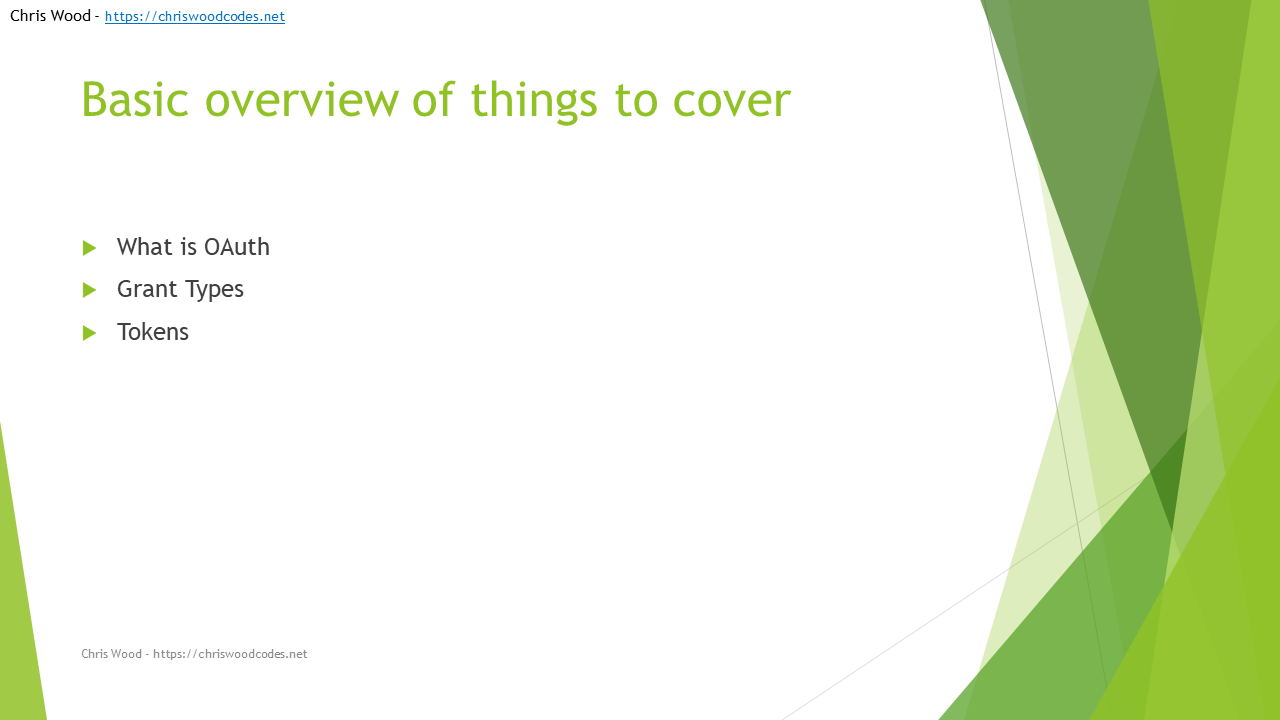 Chris Wood - https://chriswoodcodes.net
Basic overview of things to cover
What is OAuth
Grant Types
Tokens
Chris Wood - https://chriswoodcodes.net